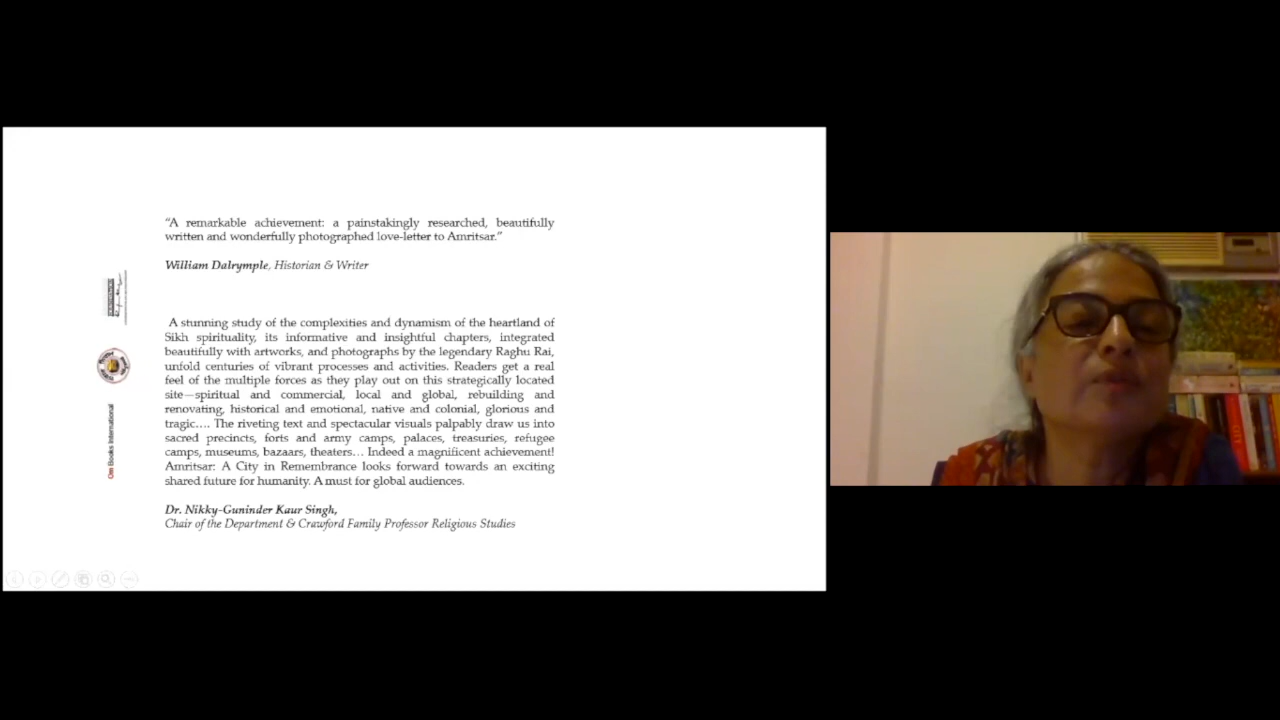 “A remarkable achievement: a painstakingly researched, beautifully
written and wonderfully photographed love-letter to Amritsar.”
William Dalrymple, Historian & Writer
A stunning study of the complexities and dynamism of the heartland of
Sikh spirituality, its informative and insightful chapters, integrated
beautifully with artworks, and photographs by the legendary Raghu Rai,
unfold centuries of vibrant processes and activities. Readers get a real
feel of the multiple forces as they play out on this strategically located
site—spiritual and commercial, local and global, rebuilding and
renovating, historical and emotional, native and colonial, glorious and
tragic…. The riveting text and spectacular visuals palpably draw us into
sacred precincts, forts and army camps, palaces, treasuries, refugee
camps, museums, bazaars, theaters… Indeed a magnificent achievement!
Amritsar: A City in Remembrance looks forward towards an exciting
shared future for humanity. A must for global audiences.
Dr. Nikky-Guninder Kaur Singh,
Chair of the Department & Crawford Family Professor Religious Studies
Om Books International